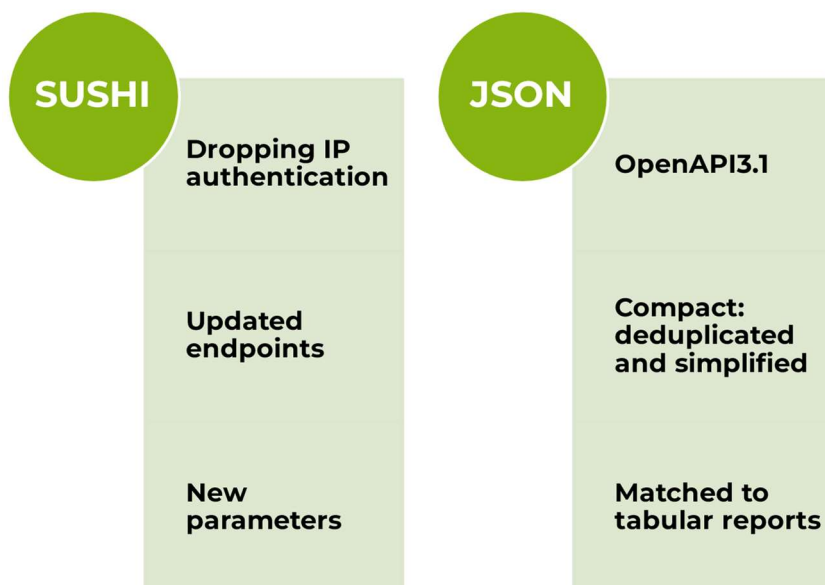 SUSHI
Dropping IP
authentication
Updated
endpoints
New
parameters
JSON
OpenAPI3.1
Compact:
deduplicated
and simplified
Matched to
tabular reports